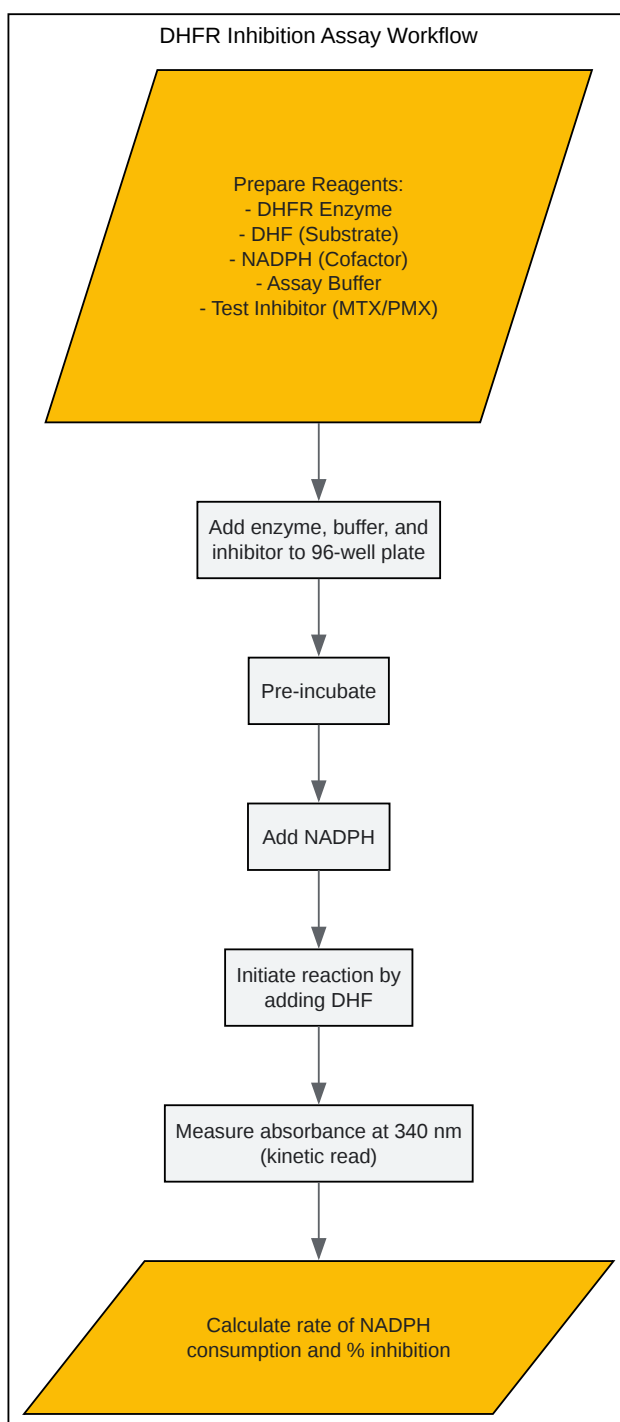 DHFR Inhibition Assay Workflow
Prepare Reagents:
- DHFR Enzyme
- DHF (Substrate)
- NADPH (Cofactor)
- Assay Buffer
- Test Inhibitor (MTX/PMX)
Add enzyme, buffer, and
inhibitor to 96-well plate
Pre-incubate
Add NADPH
Initiate reaction by
adding DHF
Measure absorbance at 340 nm
(kinetic read)
Calculate rate of NADPH
consumption and % inhibition